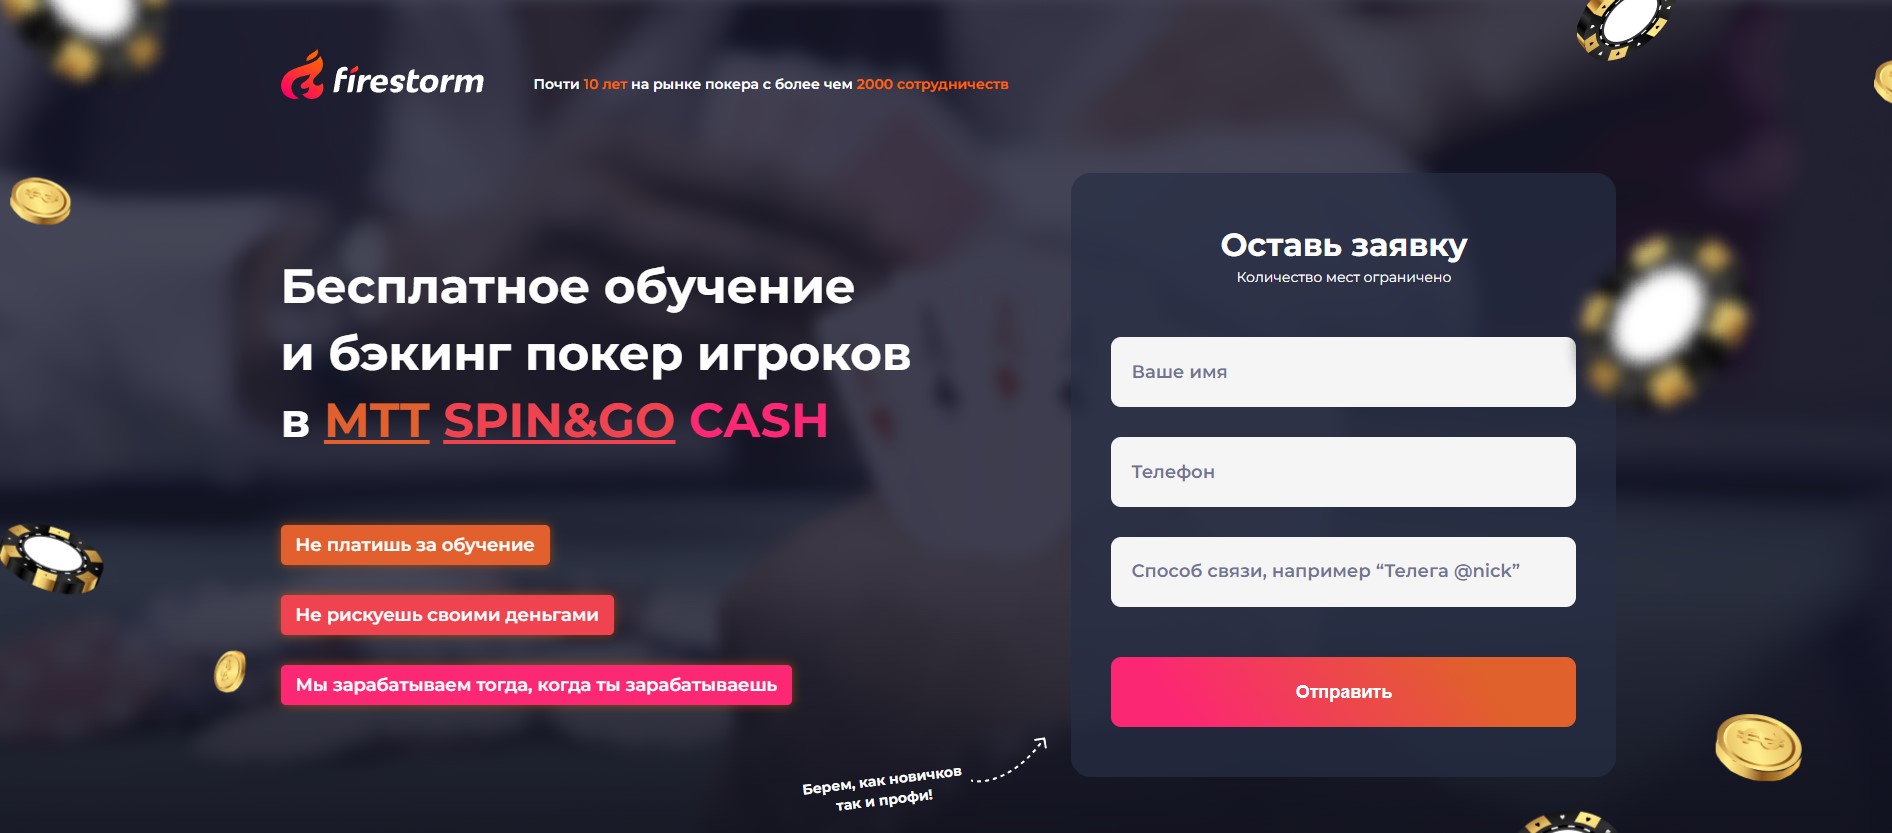 firestorm
Почти 10 лет на рынке покера с более чем 2000 сотрудничеств
Бесплатное обучение
и бэкинг покер игроков
в MTT SPIN&GO CASH
Не платишь за обучение
Не рискуешь своими деньгами
Мы зарабатываем тогда, когда ты зарабатываешь
Берем, как новичков
так и профи!
Оставь заявку
Количество мест ограничено
Ваше имя
Телефон
Способ связи, например “Телега @nick”
Отправить